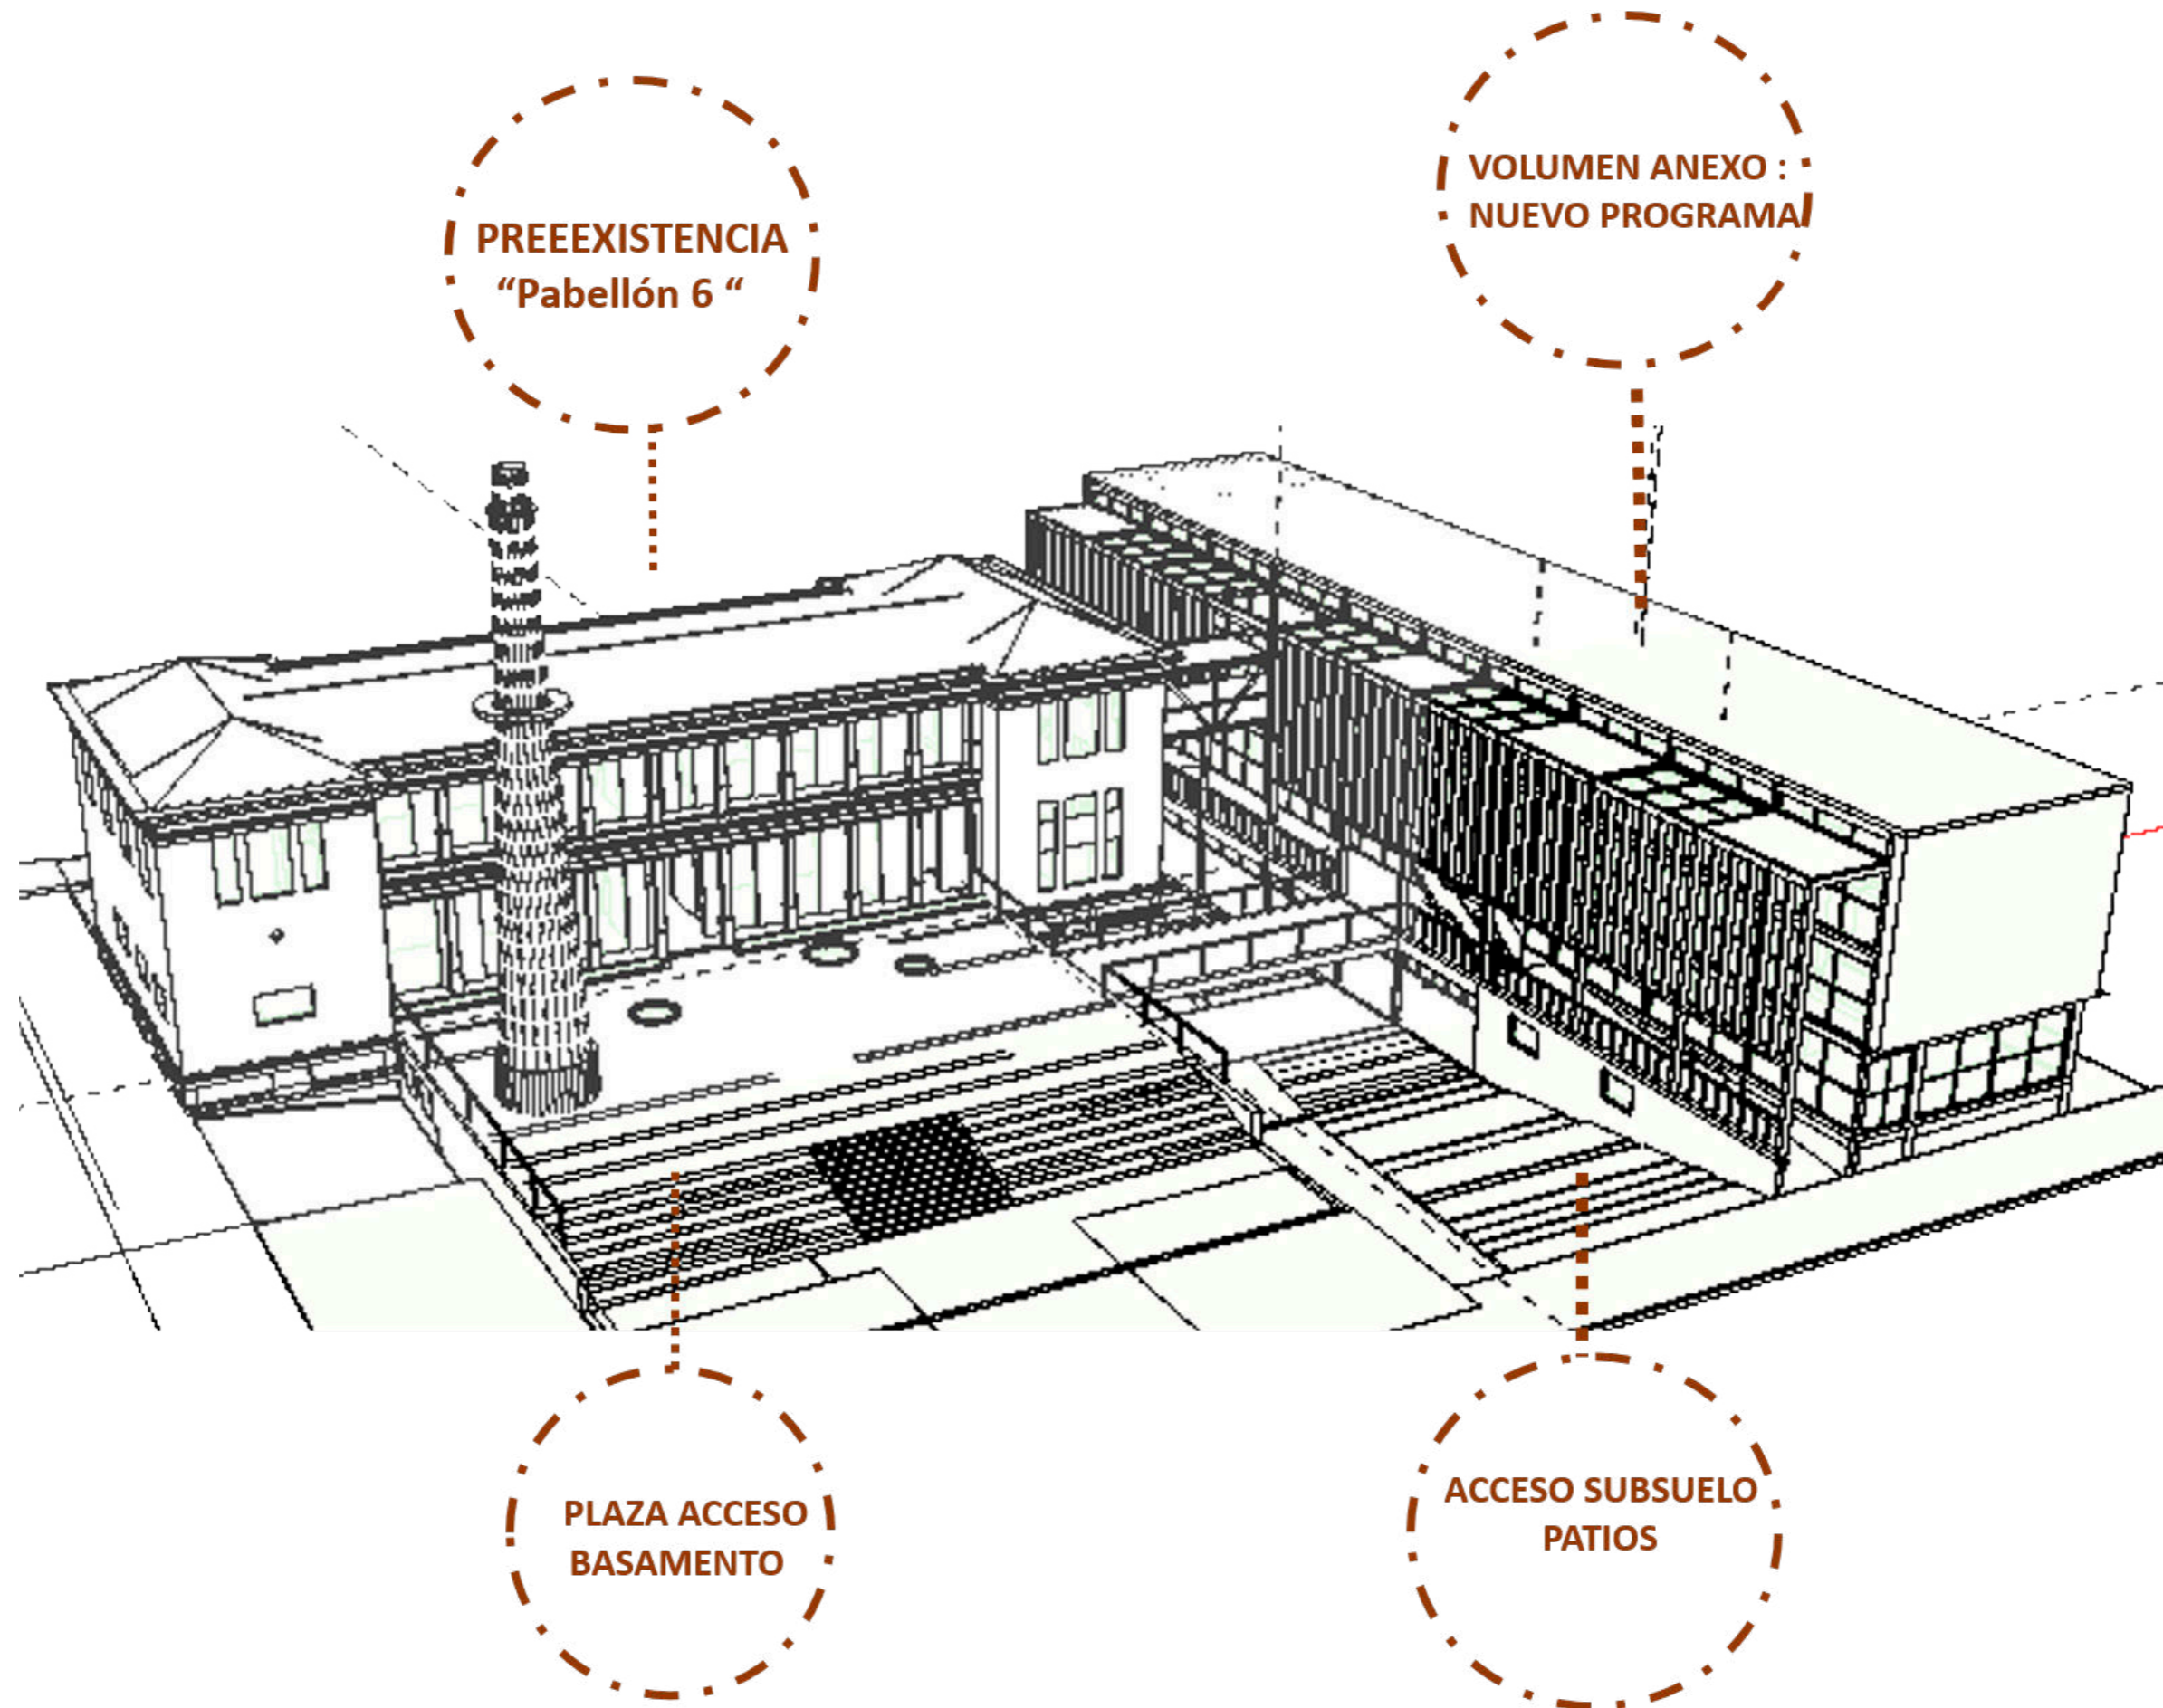 PREEEXISTENCIA
“Pabellón 6 “
VOLUMEN ANEXO :
NUEVO PROGRAMA
PLAZA ACCESO
BASAMENTO
ACCESO SUBSUELO
PATIOS